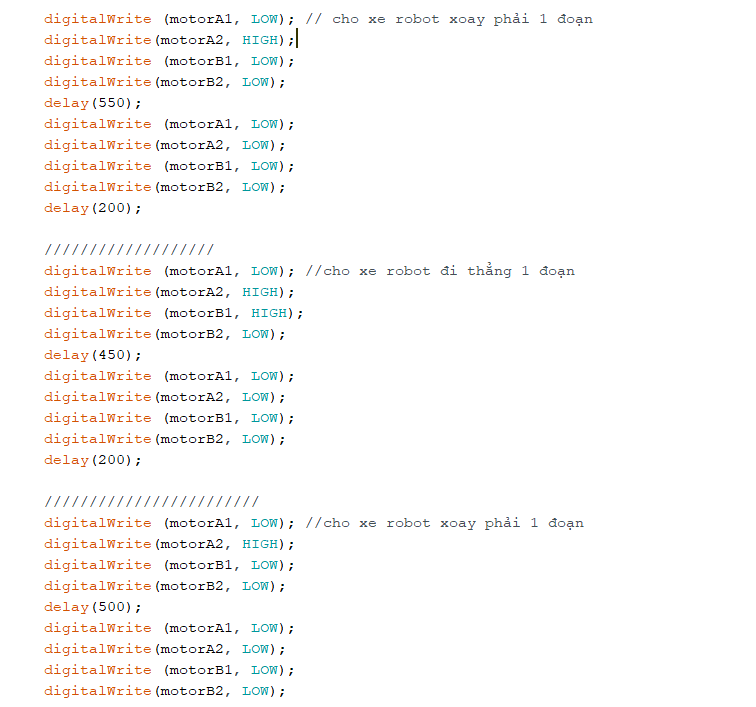 digitalWrite (motorA1, LOW); // cho xe robot xoay phải 1 đoạn
digitalWrite(motorA2, HIGH);
digitalWrite (motorB1, LOW);
digitalWrite(motorB2, LOW);
delay(550);
digitalWrite (motorA1, LOW);
digitalWrite(motorA2, LOW);
digitalWrite (motorB1, LOW);
digitalWrite(motorB2, LOW);
delay(200);
///////////////////
digitalWrite (motorA1, LOW); //cho xe robot đi thẳng 1 đoạn
digitalWrite(motorA2, HIGH);
digitalWrite (motorB1, HIGH);
digitalWrite(motorB2, LOW);
delay(450);
digitalWrite (motorA1, LOW);
digitalWrite(motorA2, LOW);
digitalWrite (motorB1, LOW);
digitalWrite(motorB2, LOW);
delay(200);
////////////////////////
digitalWrite (motorA1, LOW); //cho xe robot xoay phải 1 đoạn
digitalWrite(motorA2, HIGH);
digitalWrite (motorB1, LOW);
digitalWrite(motorB2, LOW);
delay(500);
digitalWrite (motorA1, LOW);
digitalWrite(motorA2, LOW);
digitalWrite (motorB1, LOW);
digitalWrite(motorB2, LOW);